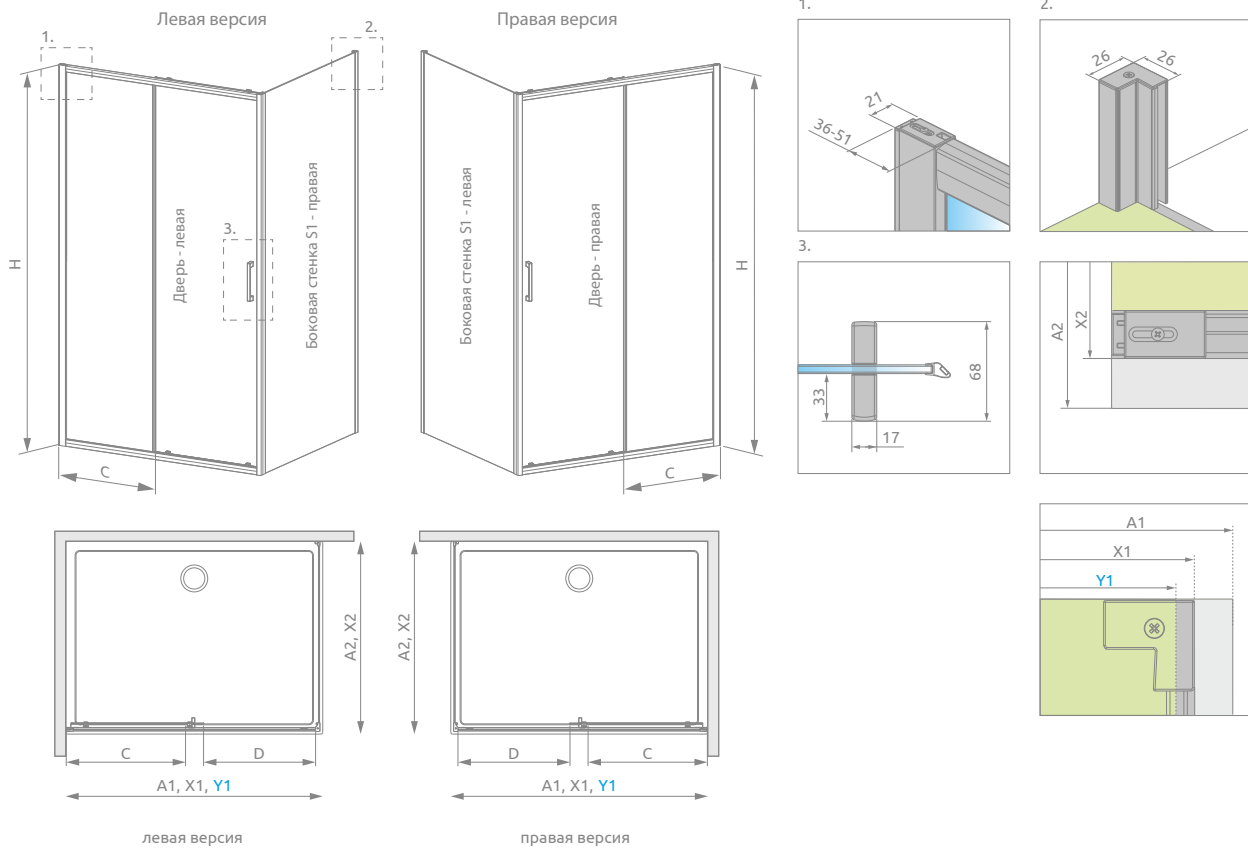 Левая версия
Правая версия
1.
2.
H
C
Дверь - левая
3.
Боковая стенка S1 - правая
Боковая стенка S1 - левая
Дверь - правая
H
C
1.
21
36-51
2.
26
26
3.
33
68
17
A2
X2
A1
X1
Y1
A2, X2
C
D
A1, X1, Y1
левая версия
A2, X2
D
C
A1, X1, Y1
правая версия